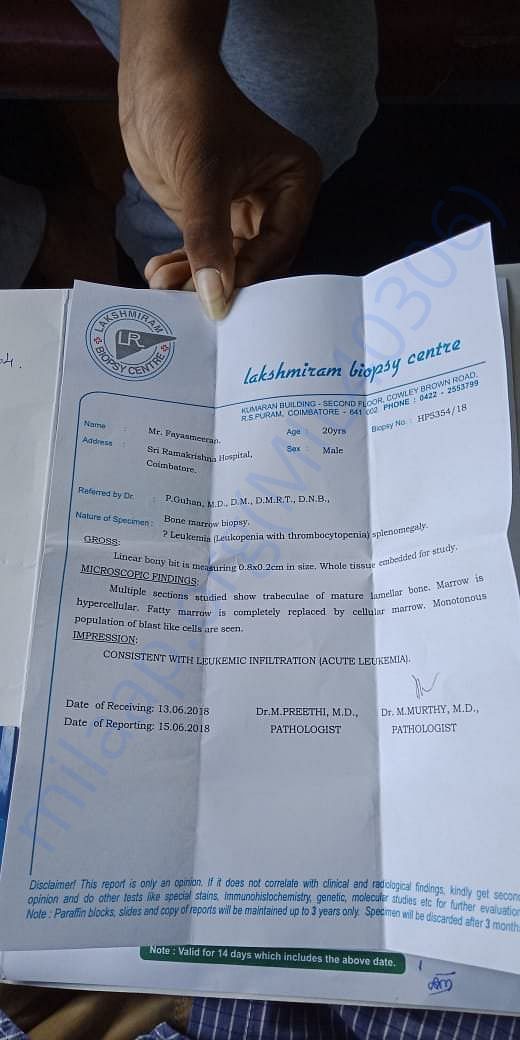 04.
LAKSHMIRAM
LR
BIOPSY CENTRE
lakshmiram biopsy centre
KUMARAN BUILDING - SECOND FLOOR, COWLEY BROWN ROAD,
R.S.PURAM, COIMBATORE - 641 002 PHONE : 0422 - 2553799
Name : Mr. Fayasmeeran. Age : 20yrs Biopsy No. : HP5354/18
Address : Sri Ramakrishna Hospital, Sex : Male
Coimbatore.
Referred by Dr. : P.Guhan, M.D., D.M., D.M.R.T., D.N.B.,
Nature of Specimen : Bone marrow biopsy.
? Leukemia (Leukopenia with thrombocytopenia) splenomegaly.
GROSS:
Linear bony bit is measuring 0.8x0.2cm in size. Whole tissue embedded for study.
MICROSCOPIC FINDINGS:
Multiple sections studied show trabeculae of mature lamellar bone. Marrow is
hypercellular. Fatty marrow is completely replaced by cellular marrow. Monotonous
population of blast like cells are seen.
IMPRESSION:
CONSISTENT WITH LEUKEMIC INFILTRATION (ACUTE LEUKEMIA).
Date of Receiving: 13.06.2018 Dr.M.PREETHI, M.D., Dr. M.MURTHY, M.D.,
Date of Reporting: 15.06.2018 PATHOLOGIST PATHOLOGIST
Disclaimer! This report is only an opinion. If it does not correlate with clinical and radiological findings, kindly get second
opinion and do other tests like special stains, Immunohistochemistry, genetic, molecular studies etc for further evaluation
Note : Paraffin blocks, slides and copy of reports will be maintained up to 3 years only. Specimen will be discarded after 3 month
Note : Valid for 14 days which includes the above date.